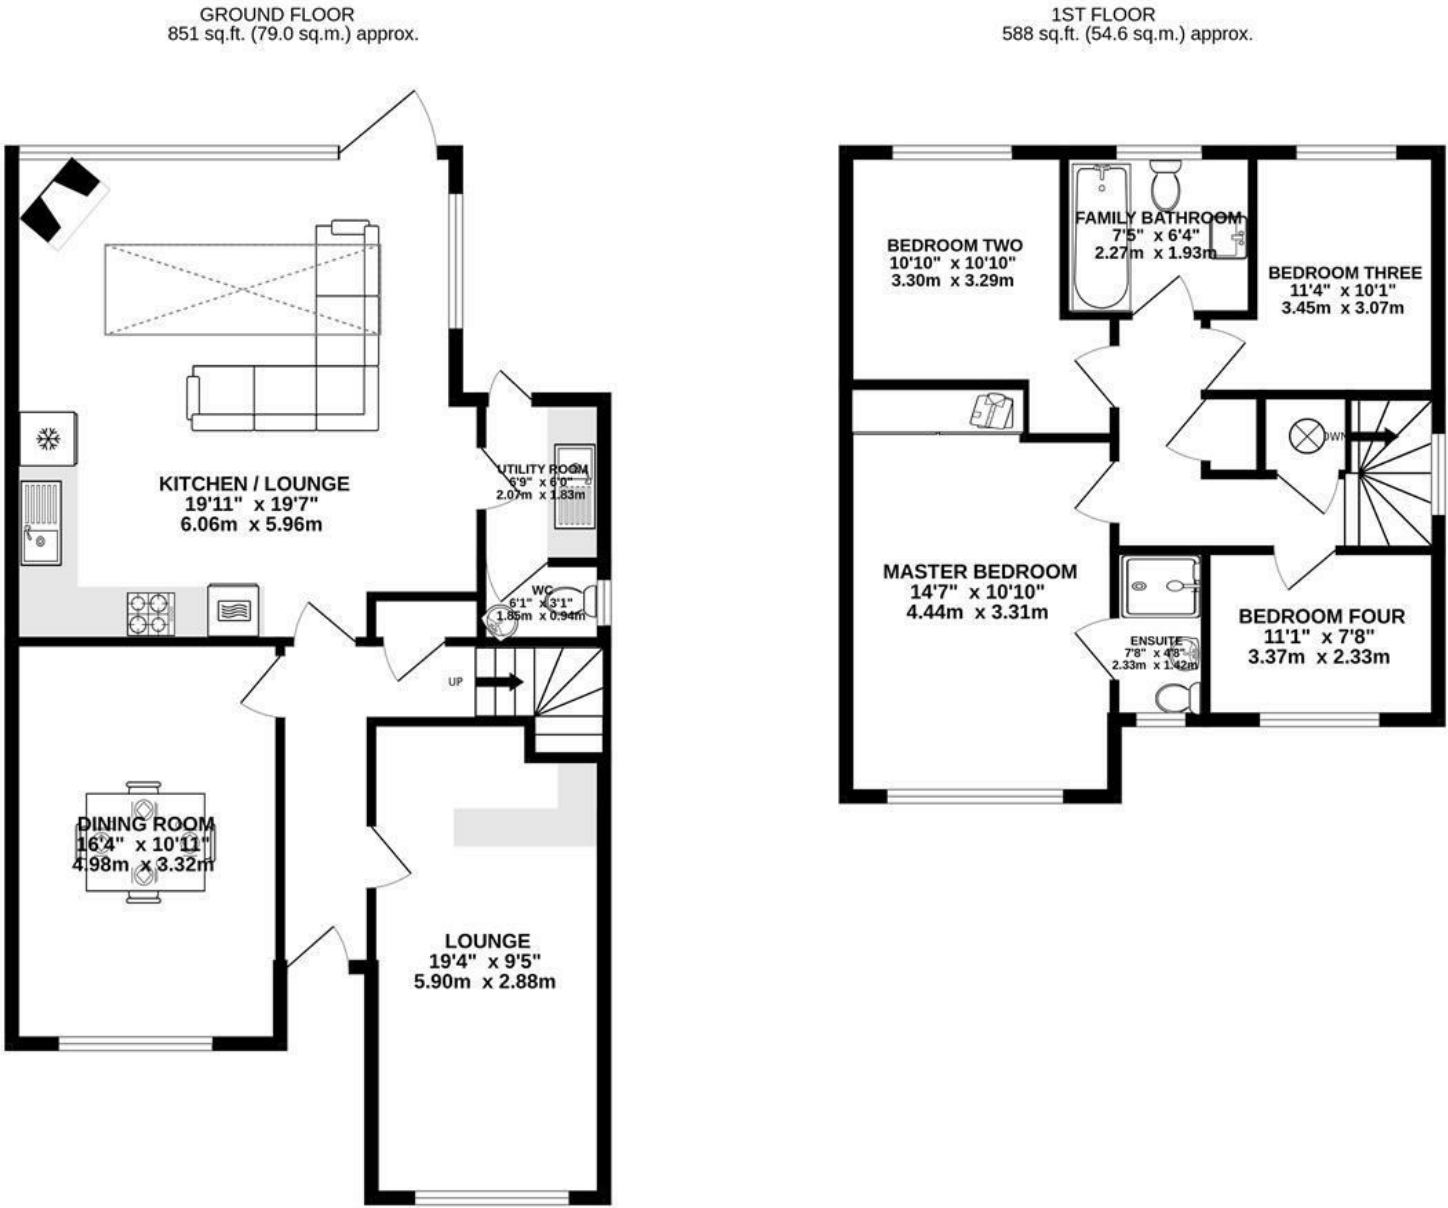 GROUND FLOOR
851 sq.ft. (79.0 sq.m.) approx.
KITCHEN / LOUNGE
19'11" x 19'7"
6.06m x 5.96m
UTILITY ROOM
6'9" x 6'0"
2.07m x 1.83m
WC
6'1" x 3'1"
1.85m x 0.94m
UP
DINING ROOM
16'4" x 10'11"
4.98m x 3.32m
LOUNGE
19'4" x 9'5"
5.90m x 2.88m
1ST FLOOR
588 sq.ft. (54.6 sq.m.) approx.
BEDROOM TWO
10'10" x 10'10"
3.30m x 3.29m
FAMILY BATHROOM
7'5" x 6'4"
2.27m x 1.93m
BEDROOM THREE
11'4" x 10'1"
3.45m x 3.07m
MASTER BEDROOM
14'7" x 10'10"
4.44m x 3.31m
ENSUITE
7'8" x 4'8"
2.33m x 1.42m
BEDROOM FOUR
11'1" x 7'8"
3.37m x 2.33m